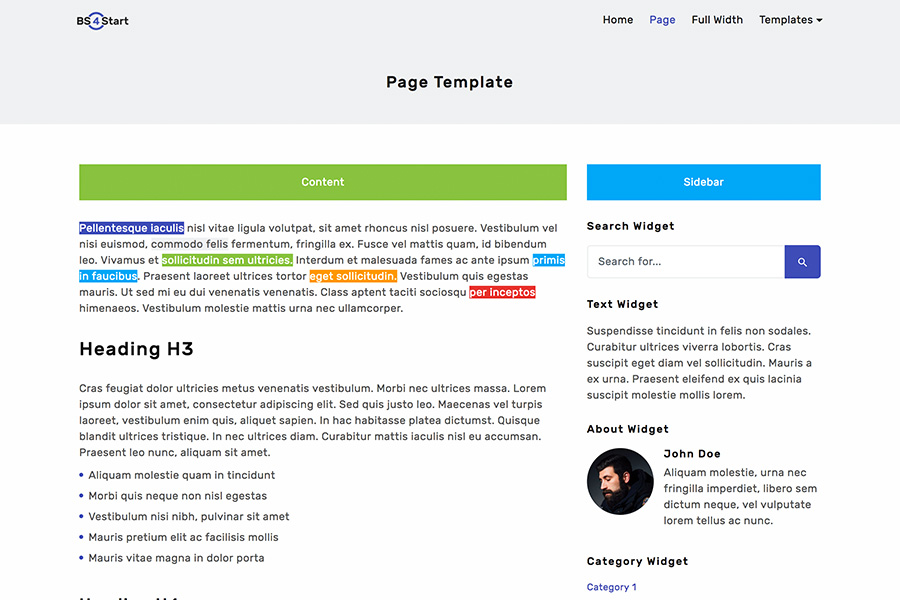 BS4Start
Home Page Full Width Templates
Page Template
Content
Pellentesque iaculis nisl vitae ligula volutpat, sit amet rhoncus nisl posuere. Vestibulum vel
nisi euismod, commodo felis fermentum, fringilla ex. Fusce vel mattis quam, id bibendum
leo. Vivamus et sollicitudin sem ultricies. Interdum et malesuada fames ac ante ipsum primis
in faucibus. Praesent laoreet ultrices tortor eget sollicitudin. Vestibulum quis egestas
mauris. Ut sed mi eu dui venenatis venenatis. Class aptent taciti sociosqu per inceptos
himenaeos. Vestibulum molestie mattis urna nec ullamcorper.
Heading H3
Cras feugiat dolor ultricies metus venenatis vestibulum. Morbi nec ultrices massa. Lorem
ipsum dolor sit amet, consectetur adipiscing elit. Sed quis justo leo. Maecenas vel turpis
laoreet, vestibulum enim quis, aliquet sapien. In hac habitasse platea dictumst. Quisque
blandit ultrices tristique. In nec ultrices diam. Curabitur mattis iaculis nisl eu accumsan.
Praesent leo nunc, aliquam sit amet.
Aliquam molestie quam in tincidunt
Morbi quis neque non nisl egestas
Vestibulum nisi nibh, pulvinar sit amet
Mauris pretium elit ac facilisis mollis
Mauris vitae magna in dolor porta
Sidebar
Search Widget
Search for...
Text Widget
Suspendisse tincidunt in felis non sodales.
Curabitur ultrices viverra lobortis. Cras
suscipit eget diam vel sollicitudin. Mauris a
ex urna. Praesent eleifend ex quis lacinia
suscipit molestie mollis lorem.
About Widget
John Doe
Aliquam molestie, urna nec
fringilla imperdiet, libero sem
dictum neque, vel vulputate
lorem tellus ac nunc.
Category Widget
Category 1